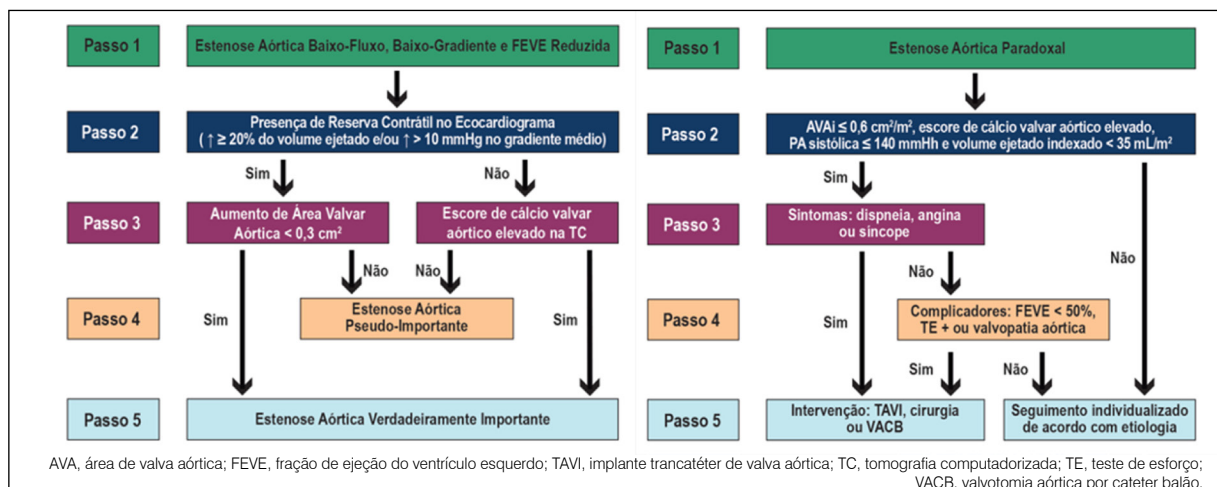 Passo 1
Estenose Aórtica Baixo-Fluxo, Baixo-Gradiente e FEVE Reduzida
Passo 2
Presença de Reserva Contrátil no Ecocardiograma
( ↑ ≥ 20% do volume ejetado e/ou ↑ > 10 mmHg no gradiente médio)
Sim
Não
Passo 3
Aumento de Área Valvar
Aórtica < 0,3 cm²
Escore de cálcio valvar
aórtico elevado na TC
Não
Não
Passo 4
Estenose Aórtica
Pseudo-Importante
Sim
Sim
Passo 5
Estenose Aórtica Verdadeiramente Importante
Passo 1
Estenose Aórtica Paradoxal
Passo 2
AVAi ≤ 0,6 cm²/m², escore de cálcio valvar aórtico elevado,
PA sistólica ≤ 140 mmHh e volume ejetado indexado < 35 mL/m²
Sim
Passo 3
Sintomas: dispneia, angina
ou síncope
Não
Não
Passo 4
Complicadores: FEVE < 50%,
TE + ou valvopatia aórtica
Sim
Sim
Não
Passo 5
Intervenção: TAVI, cirurgia
ou VACB
Seguimento individualizado
de acordo com etiologia
AVA, área de valva aórtica; FEVE, fração de ejeção do ventrículo esquerdo; TAVI, implante trancatéter de valva aórtica; TC, tomografia computadorizada; TE, teste de esforço;
VACB, valvotomia aórtica por cateter balão.